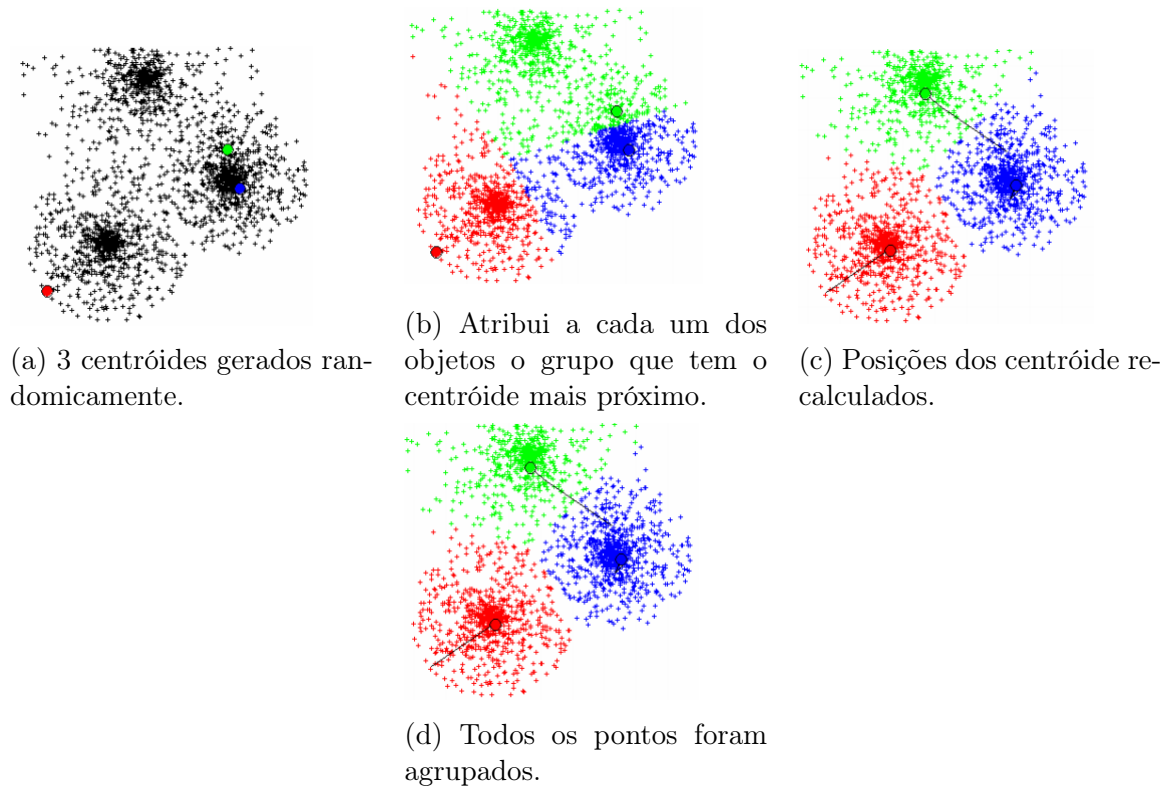 (a) 3 centróides gerados ran-
domicamente.
(b) Atribui a cada um dos
objetos o grupo que tem o
centróide mais próximo.
(c) Posições dos centróide re-
calculados.
(d) Todos os pontos foram
agrupados.